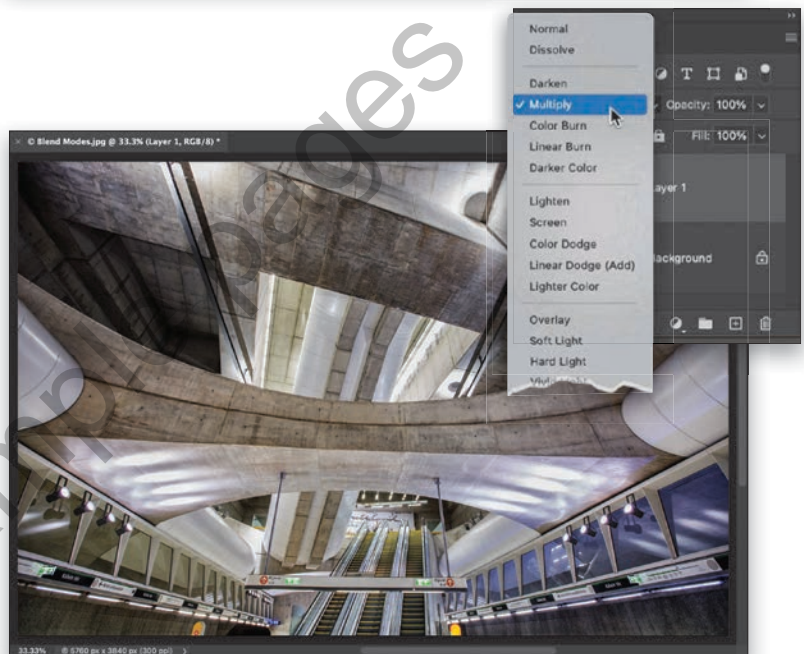 Normal
Dissolve
Darken
✓ Multiply
Color Burn
Linear Burn
Darker Color
Lighten
Screen
Color Dodge
Linear Dodge (Add)
Lighter Color
Overlay
Soft Light
Hard Light
Opacity: 100%
Fill: 100%
ayer 1
ackground
× © Blend Modes.jpg @ 33.3% (Layer 1, RGB/8) *
33.33%
5760 px x 3840 px (300 ppi) >
pages